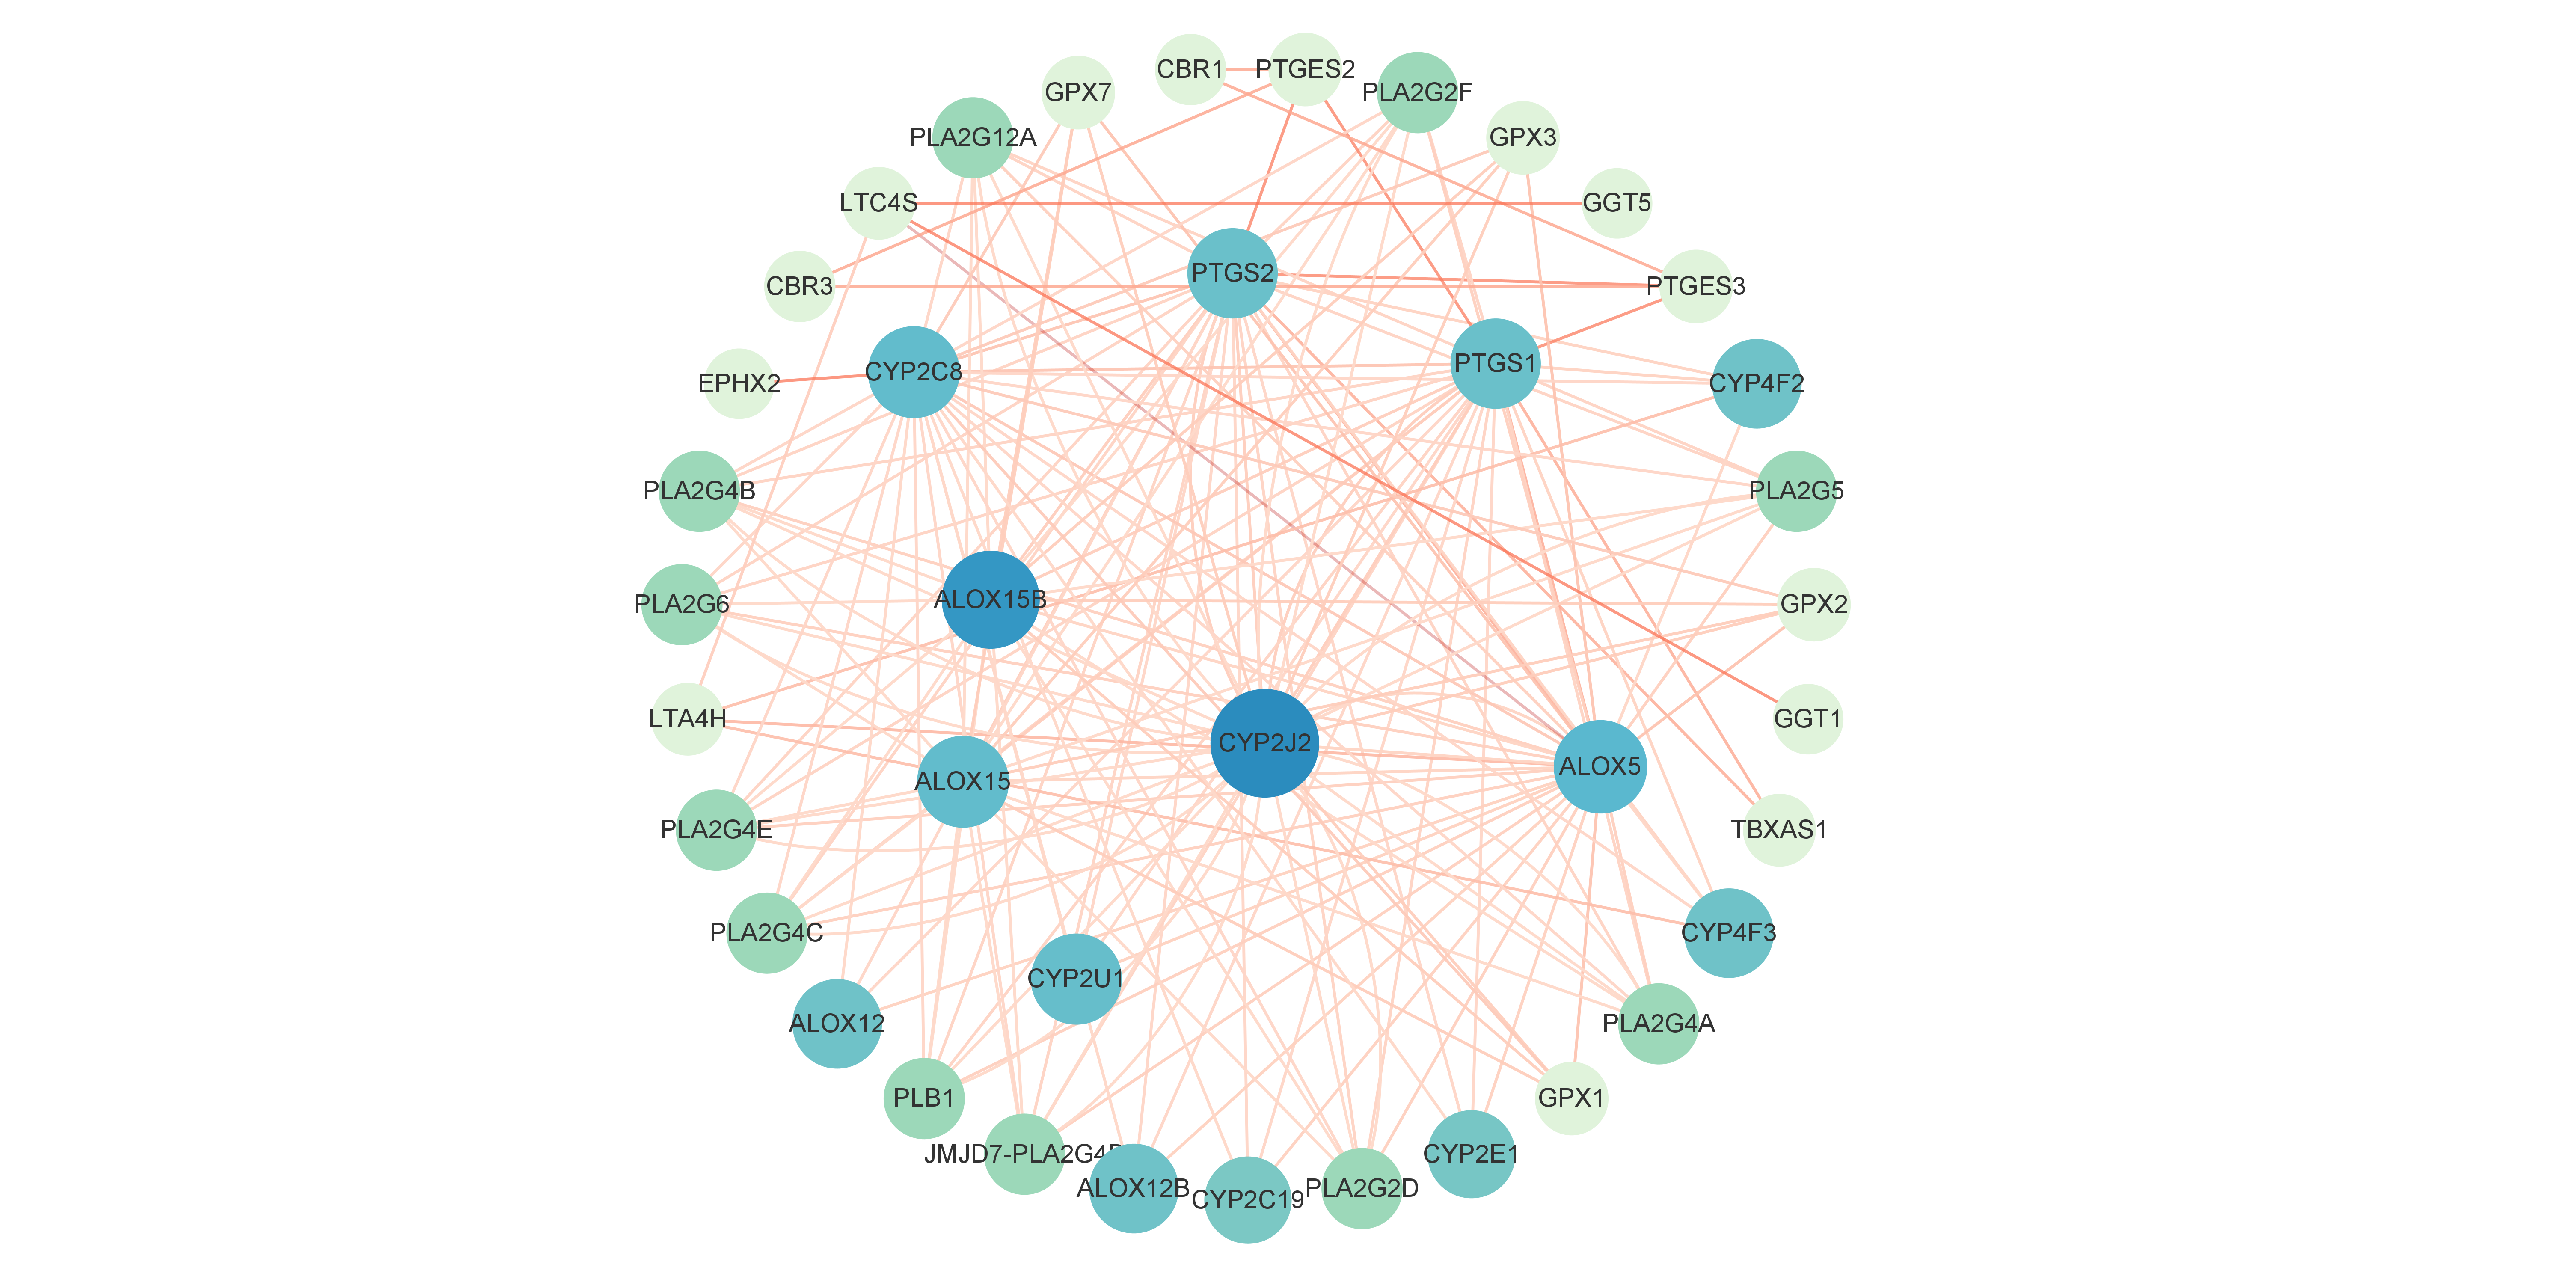 CBR1
PTGES2
GPX7
PLA2G2F
PLA2G12A
GPX3
LTC4S
GGT5
PTGS2
CBR3
PTGES3
PTGS1
CYP2C8
EPHX2
CYP4F2
PLA2G4B
PLA2G5
ALOX15B
PLA2G6
GPX2
LTA4H
GGT1
CYP2J2
ALOX5
ALOX15
PLA2G4E
TBXAS1
PLA2G4C
CYP4F3
CYP2U1
ALOX12
PLA2G4A
PLB1
GPX1
JMJD7-PLA2G4
CYP2E1
ALOX12B
CYP2C19
PLA2G2D